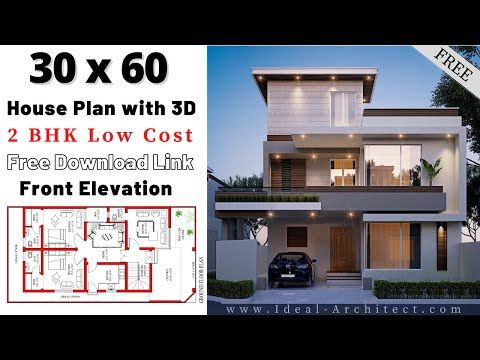 30 x 60
House Plan with 3D
2 BHK Low Cost
Free Download Link
Front Elevation
FREE
GROUND FLOOR PLAN
www.Ideal-Architect.com